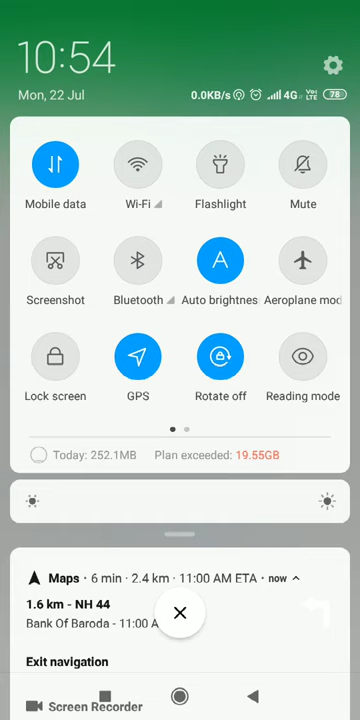 10:54
Mon, 22 Jul
0.0KB/s 4G Vo LTE 78
Mobile data Wi-Fi Flashlight Mute
Screenshot Bluetooth Auto brightnes Aeroplane mod
Lock screen GPS Rotate off Reading mode
Today: 252.1MB Plan exceeded: 19.55GB
Maps · 6 min · 2.4 km · 11:00 AM ETA · now
1.6 km - NH 44
Bank Of Baroda - 11:00 A
Exit navigation
Screen Recorder